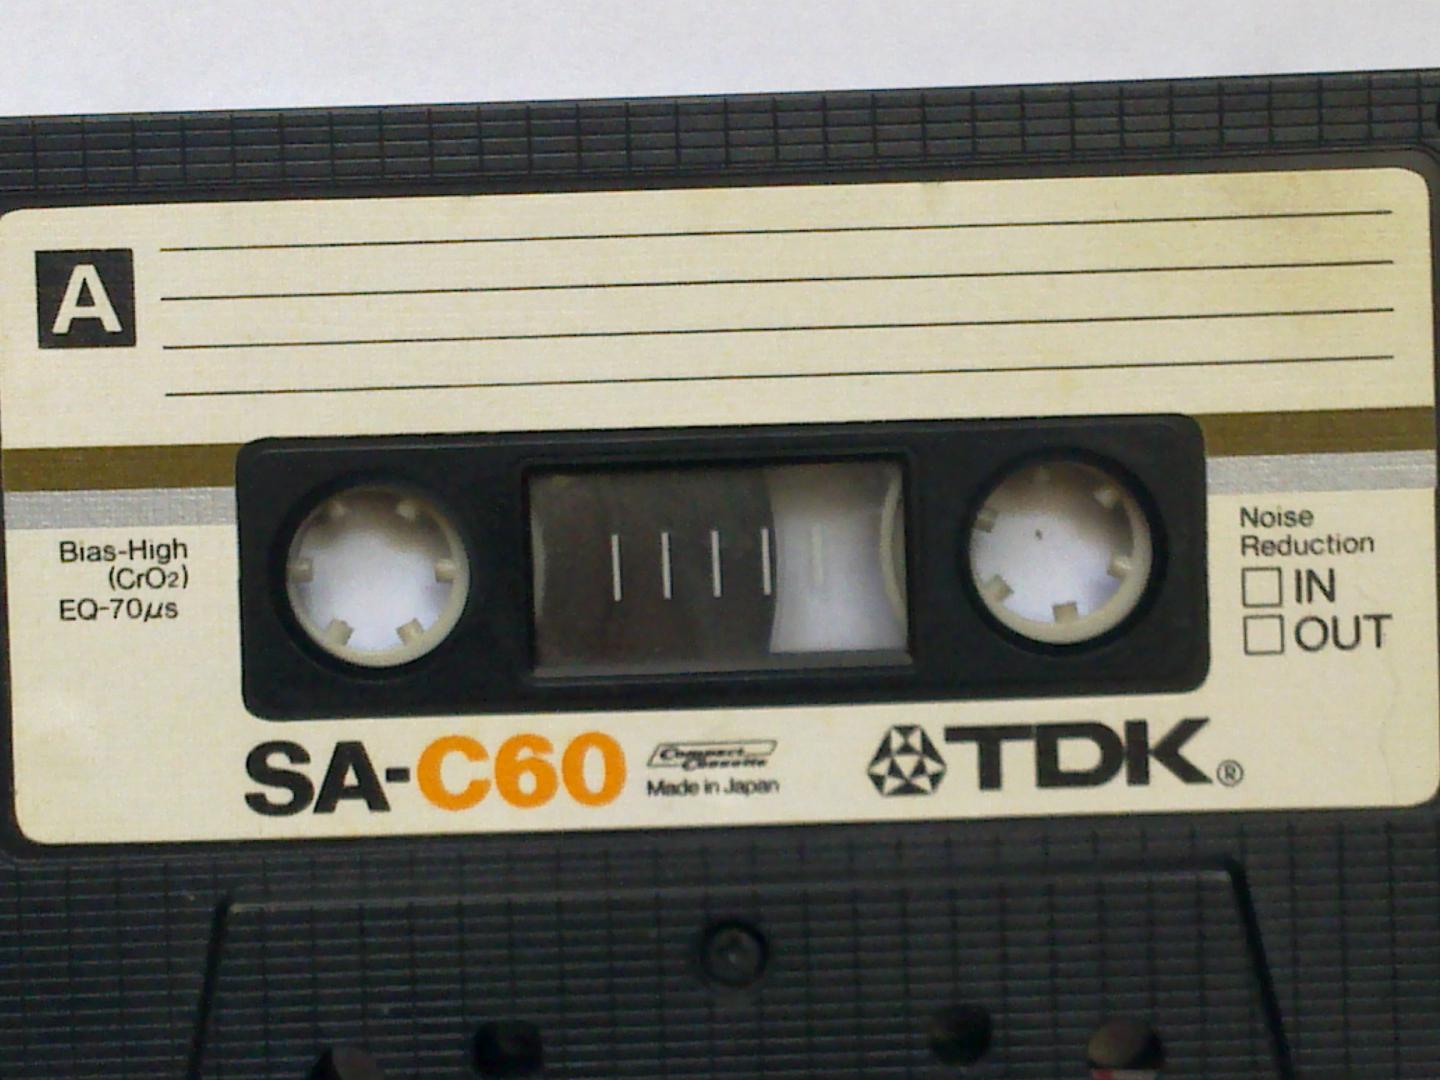 A
Bias-High
(CrO2)
EQ-70µs
Noise
Reduction
IN
OUT
SA-C60
Compact
Cassette
Made in Japan
TDK®